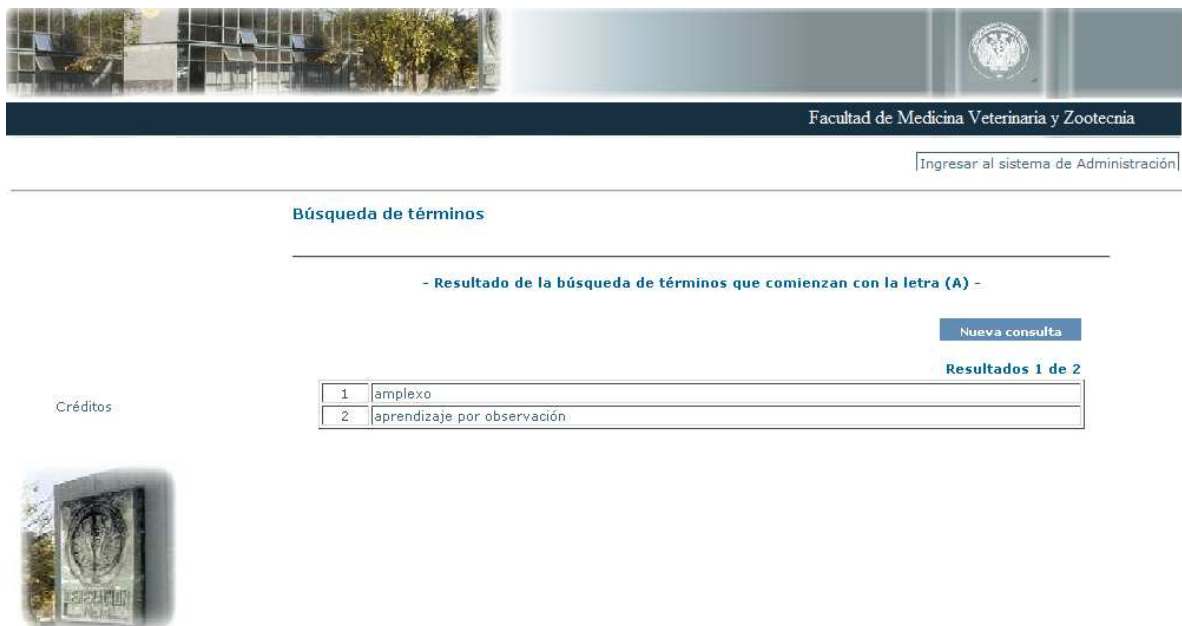 Facultad de Medicina Veterinaria y Zootecnia
Ingresar al sistema de Administración
Búsqueda de términos
- Resultado de la búsqueda de términos que comienzan con la letra (A) -
Nueva consulta
Resultados 1 de 2
1 amplexo
Créditos
2 aprendizaje por observación